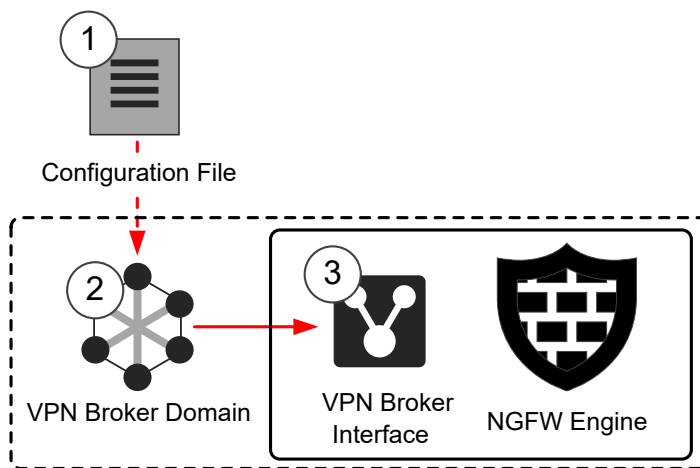 1
Configuration File
2
3
VPN Broker Domain
VPN Broker
Interface
NGFW Engine